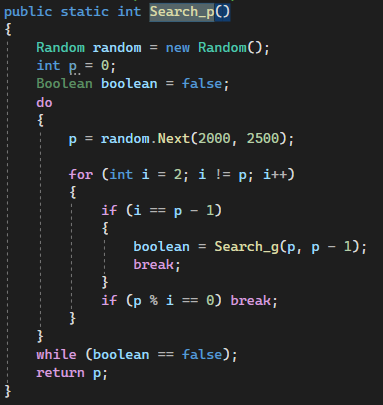 public static int Search_p()
{
    Random random = new Random();
    int p = 0;
    Boolean boolean = false;
    do
    {
        p = random.Next(2000, 2500);

        for (int i = 2; i != p; i++)
        {
            if (i == p - 1)
            {
                boolean = Search_g(p, p - 1);
                break;
            }
            if (p % i == 0) break;
        }
    }
    while (boolean == false);
    return p;
}